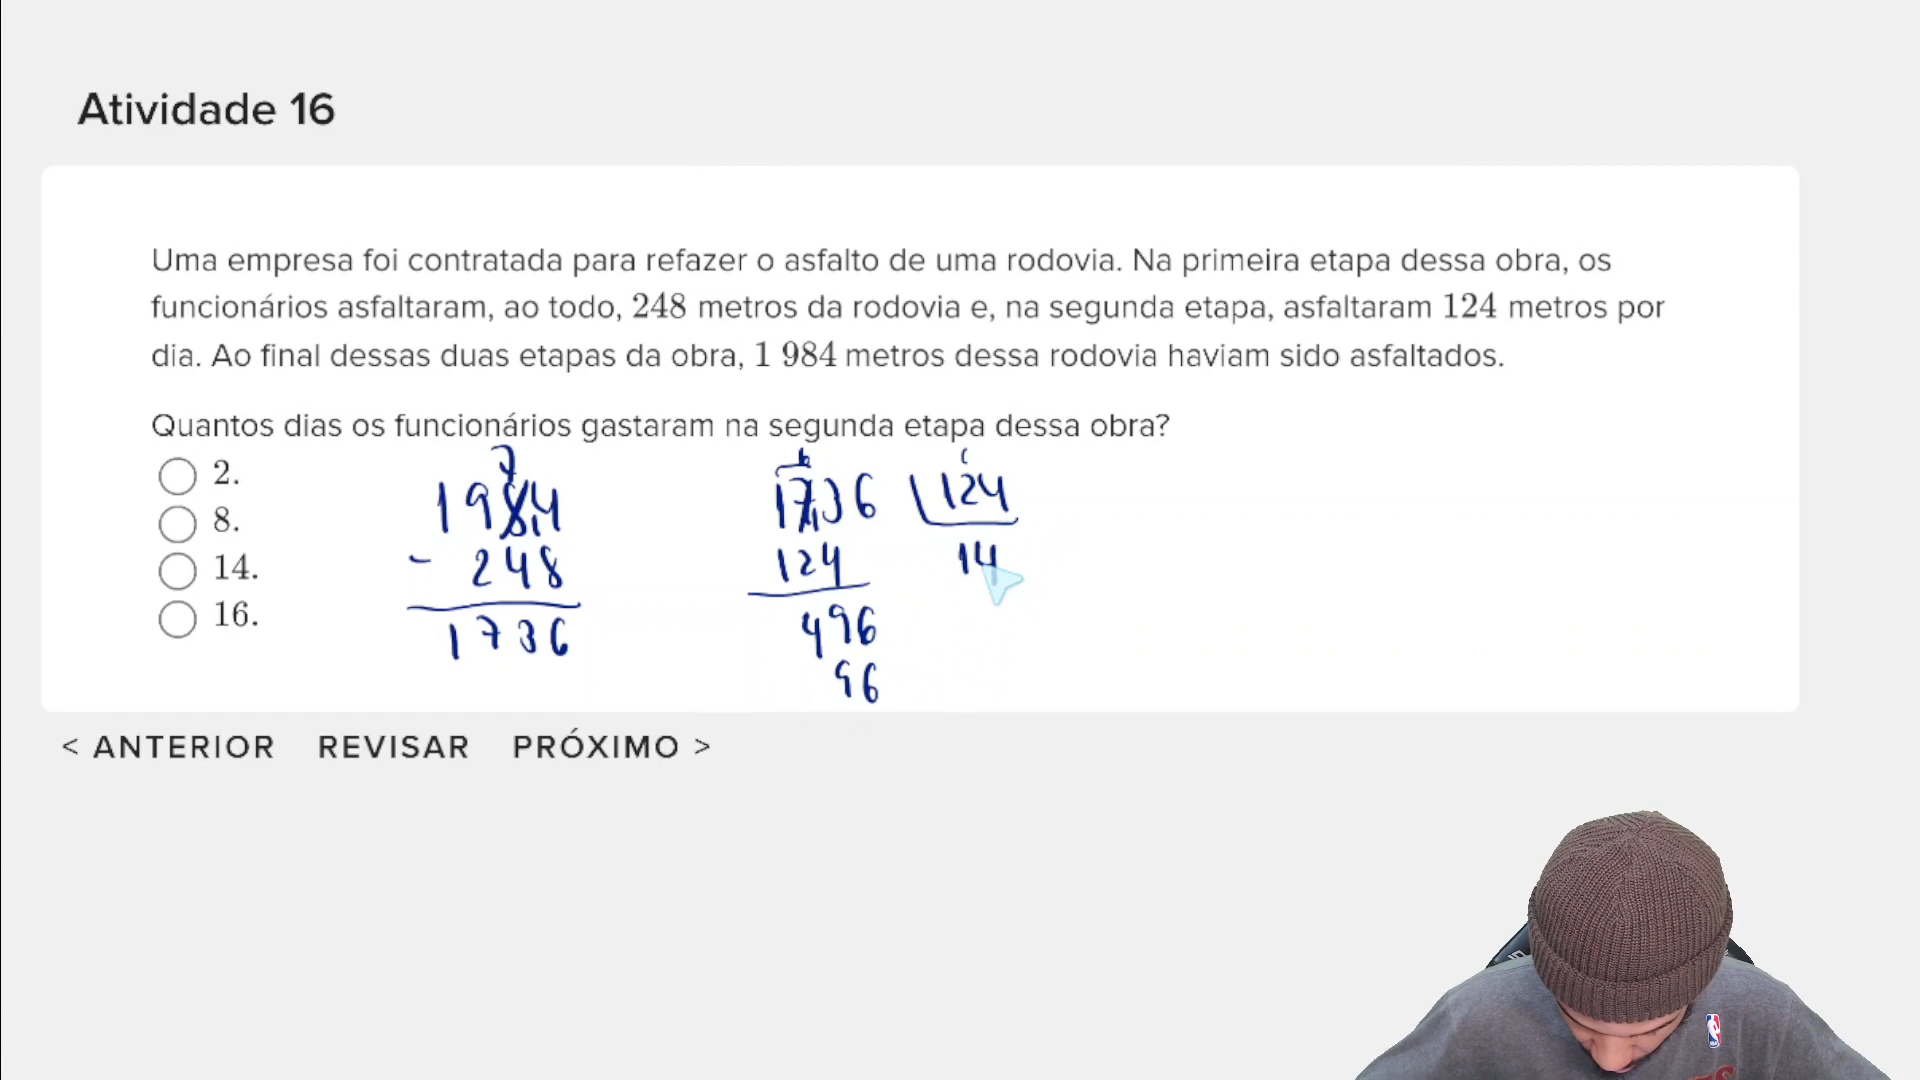 Atividade 16
Uma empresa foi contratada para refazer o asfalto de uma rodovia. Na primeira etapa dessa obra, os
funcionários asfaltaram, ao todo, 248 metros da rodovia e, na segunda etapa, asfaltaram 124 metros por
dia. Ao final dessas duas etapas da obra, 1 984 metros dessa rodovia haviam sido asfaltados.
Quantos dias os funcionários gastaram na segunda etapa dessa obra?
2.
8.
14.
16.
7
1984
- 248
1736
1736 124
124 14
496
96
< ANTERIOR REVISAR PRÓXIMO >